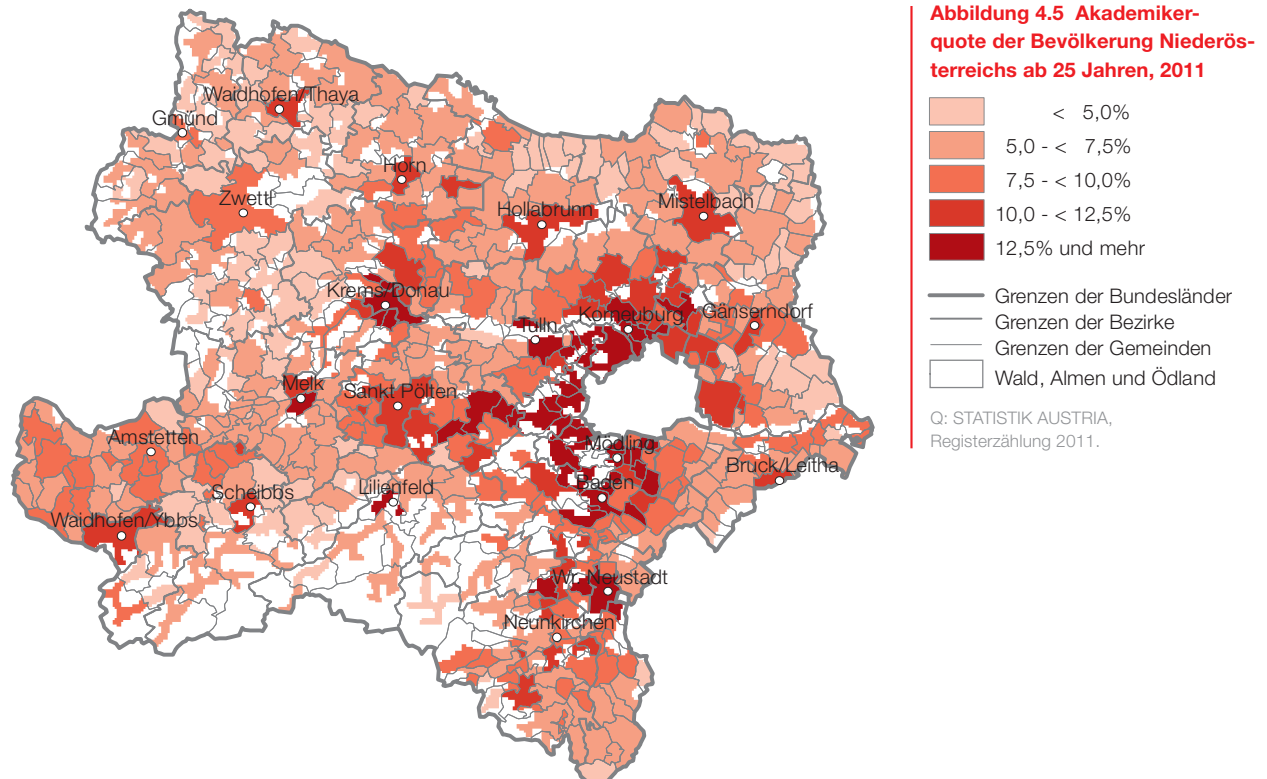 Abbildung 4.5 Akademiker-
quote der Bevölkerung Niederös-
terreichs ab 25 Jahren, 2011
< 5,0%
5,0 - < 7,5%
7,5 - < 10,0%
10,0 - < 12,5%
12,5% und mehr
Grenzen der Bundesländer
Grenzen der Bezirke
Grenzen der Gemeinden
Wald, Almen und Ödland
Q: STATISTIK AUSTRIA,
Registerzählung 2011.
Waidhofen/Thaya
Gmünd
Horn
Zwettl
Hollabrunn
Mistelbach
Krems/Donau
Korneuburg
Gänserndorf
Tulln
Melk
Sankt Pölten
Amstetten
Mödling
Bruck/Leitha
Baden
Scheibbs
Lilienfeld
Waidhofen/Ybbs
Wr. Neustadt
Neunkirchen